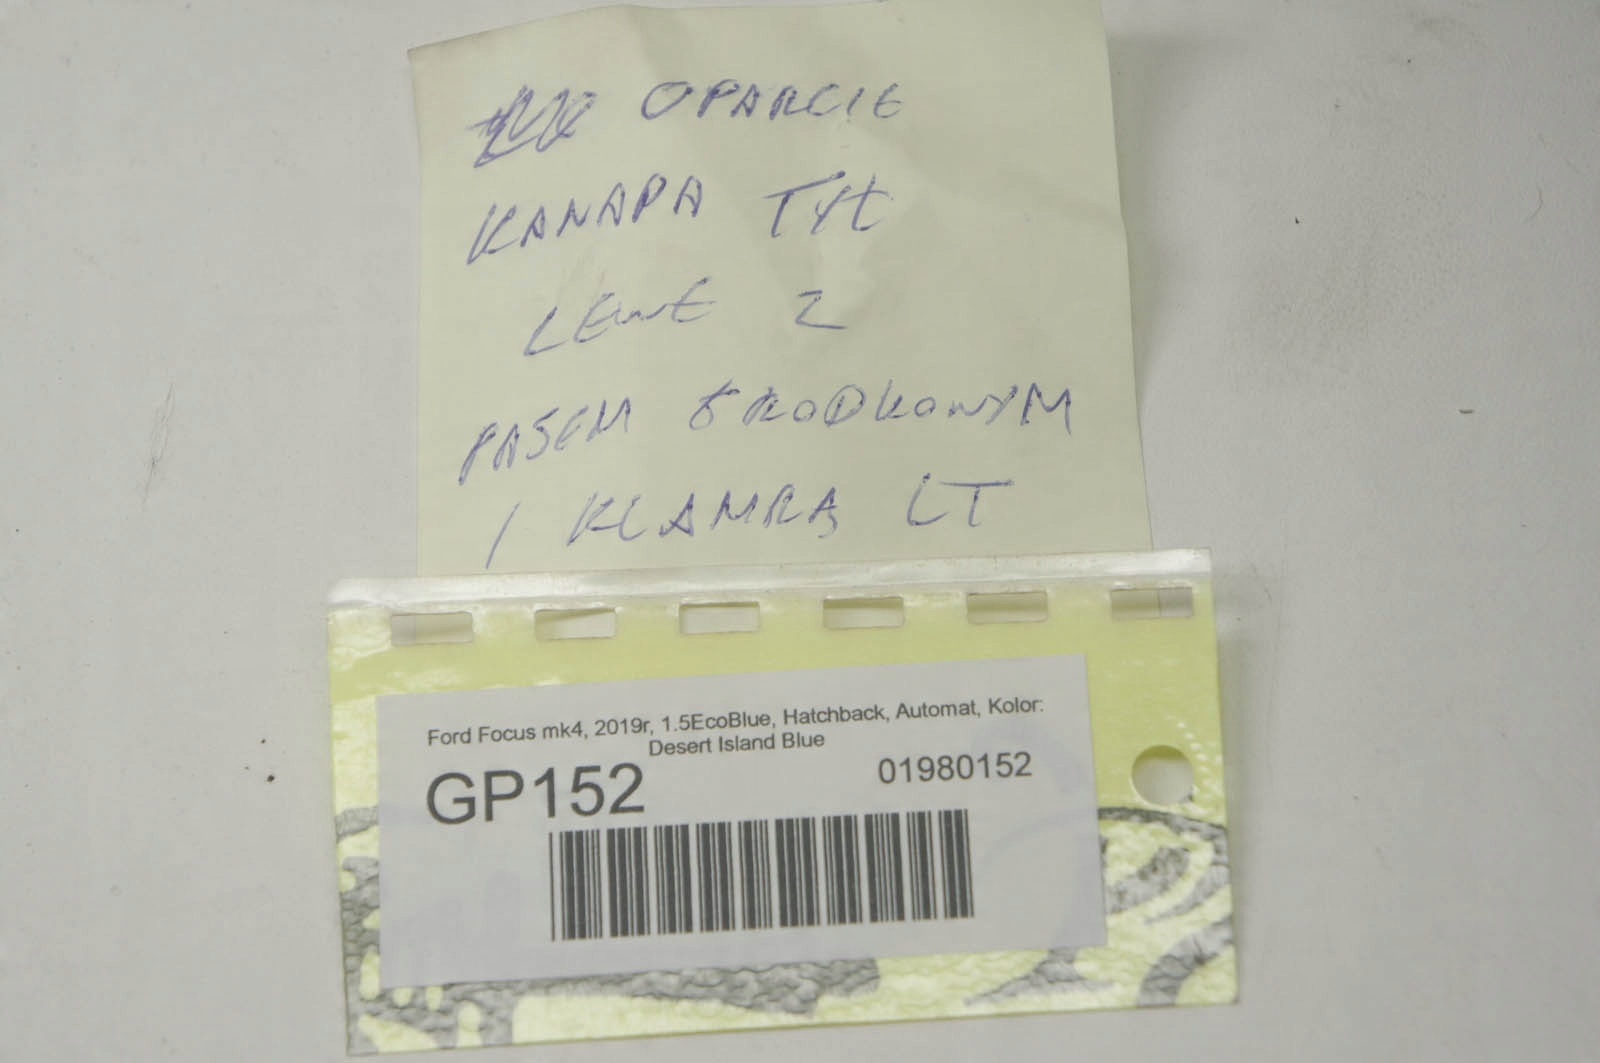 OPARCIE
KANAPA TYŁ
LEWE Z
PASEM ŚRODKOWYM
I KLAMRĄ LT
Ford Focus mk4, 2019r, 1.5EcoBlue, Hatchback, Automat, Kolor:
Desert Island Blue
GP152
01980152